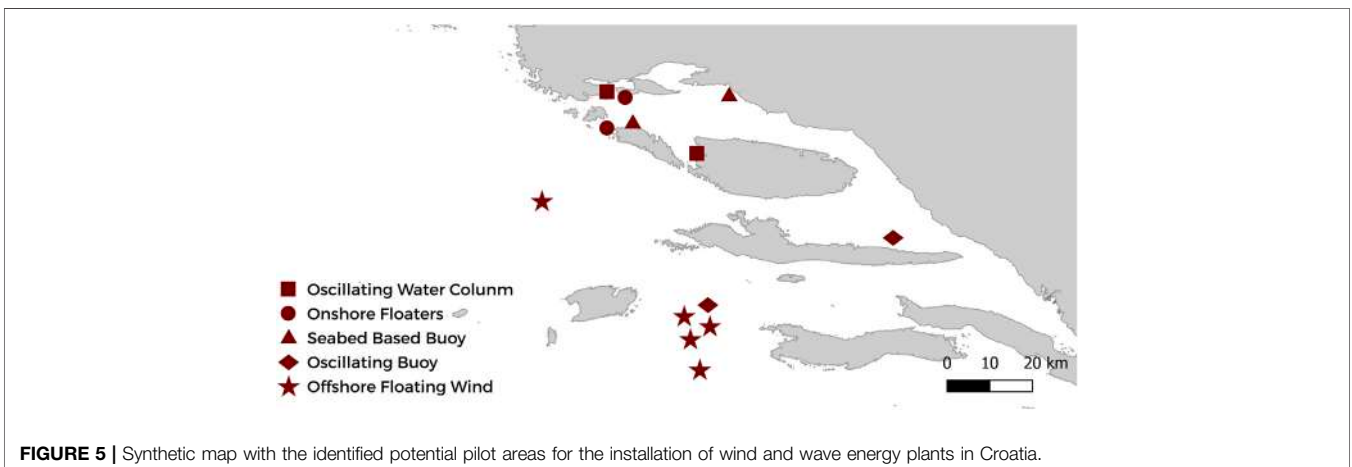 Oscillating Water Colunm
Onshore Floaters
Seabed Based Buoy
Oscillating Buoy
Offshore Floating Wind
0 10 20 km
FIGURE 5 | Synthetic map with the identified potential pilot areas for the installation of wind and wave energy plants in Croatia.